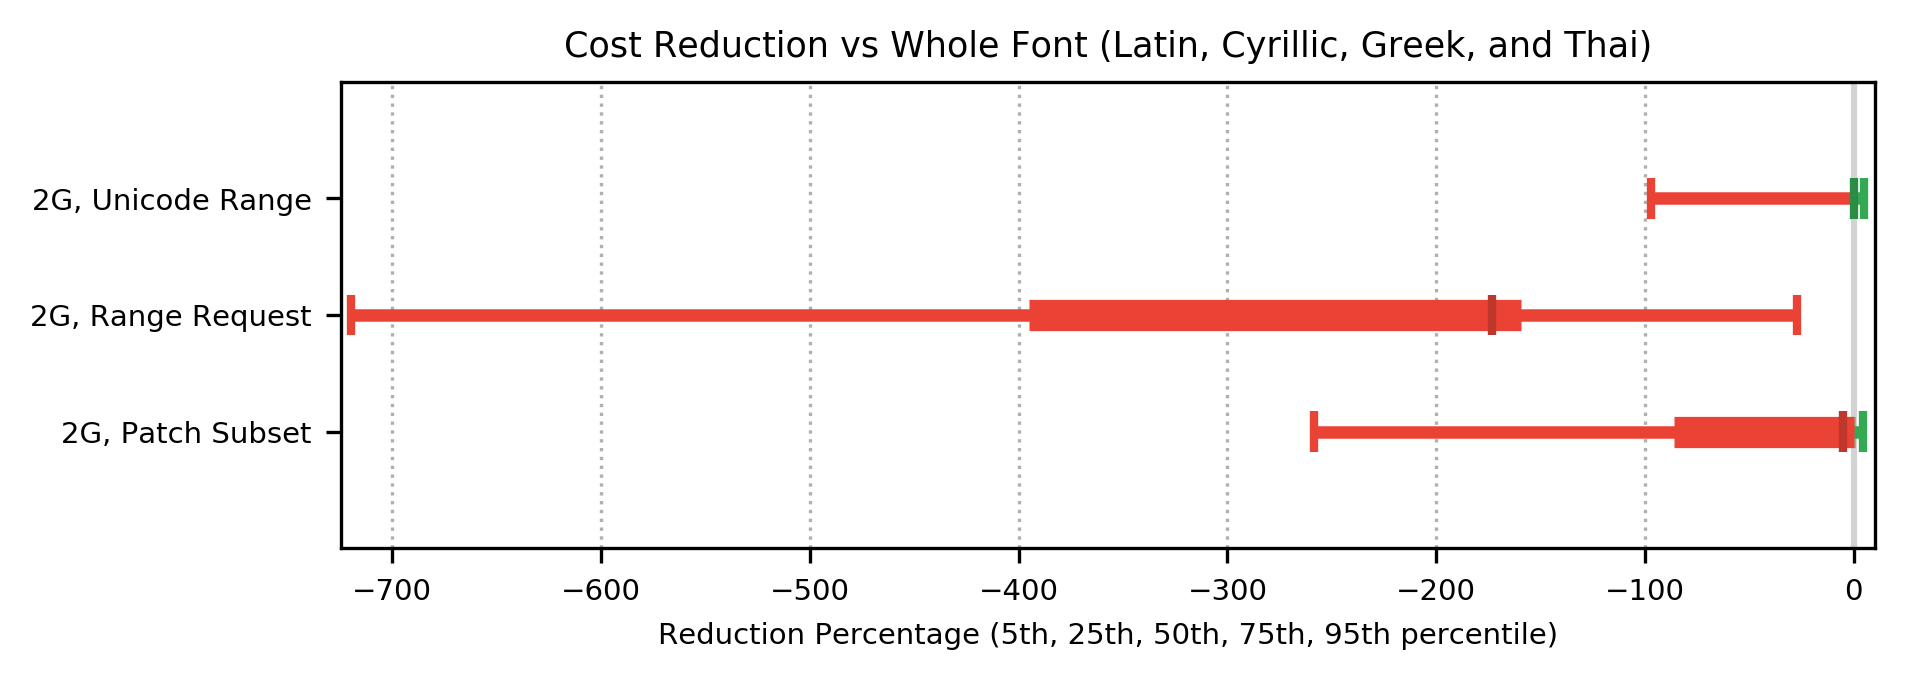 Cost Reduction vs Whole Font (Latin, Cyrillic, Greek, and Thai)
2G, Unicode Range
2G, Range Request
2G, Patch Subset
−700 −600 −500 −400 −300 −200 −100 0
Reduction Percentage (5th, 25th, 50th, 75th, 95th percentile)